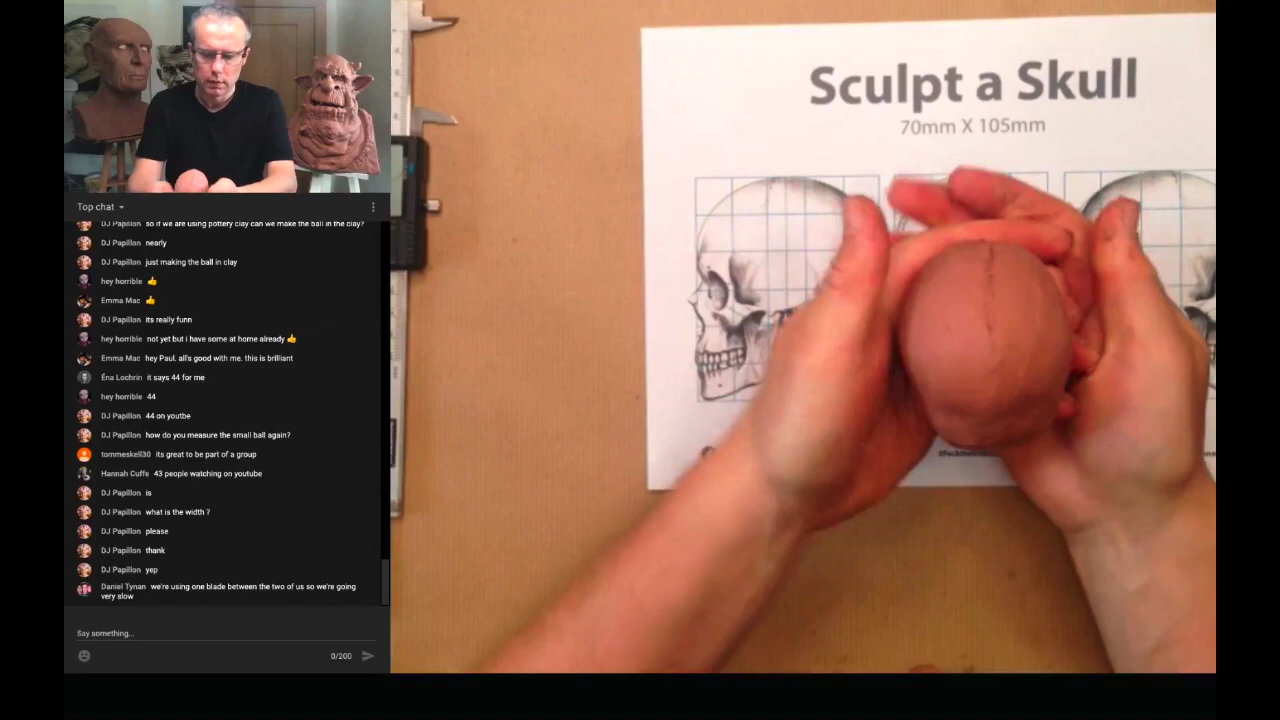 Sculpt a Skull
70mm X 105mm
Top chat
DJ Papillon so if we are using pottery clay can we make the ball in the clay?
DJ Papillon nearly
DJ Papillon just making the ball in clay
hey horrible 👍
Emma Mac 👍
DJ Papillon its really funn
hey horrible not yet but i have some at home already 👍
Emma Mac hey Paul. all's good with me. this is brilliant
Éna Lochrin it says 44 for me
hey horrible 44
DJ Papillon 44 on youtbe
DJ Papillon how do you measure the small ball again?
tommeskell30 its great to be part of a group
Hannah Cuffe 43 people watching on youtube
DJ Papillon is
DJ Papillon what is the width ?
DJ Papillon please
DJ Papillon thank
DJ Papillon yep
Daniel Tynan we're using one blade between the two of us so we're going
very slow
Say something...
0/200